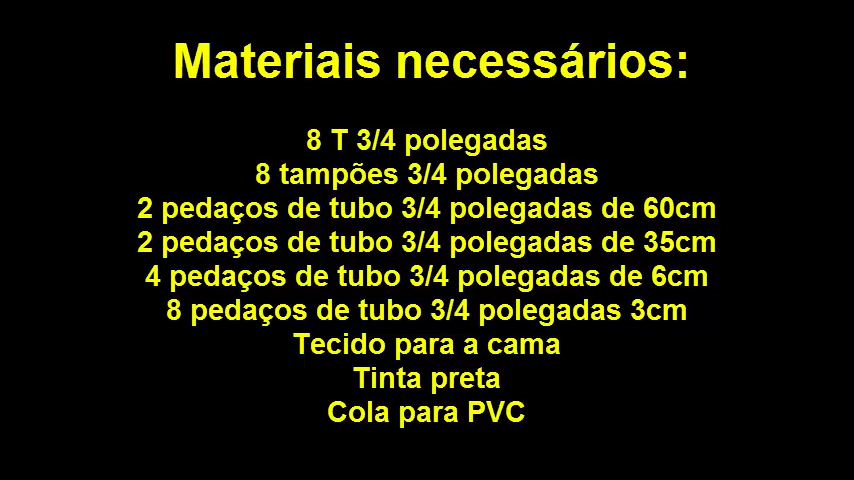 Materiais necessários:
8 T 3/4 polegadas
8 tampões 3/4 polegadas
2 pedaços de tubo 3/4 polegadas de 60cm
2 pedaços de tubo 3/4 polegadas de 35cm
4 pedaços de tubo 3/4 polegadas de 6cm
8 pedaços de tubo 3/4 polegadas 3cm
Tecido para a cama
Tinta preta
Cola para PVC